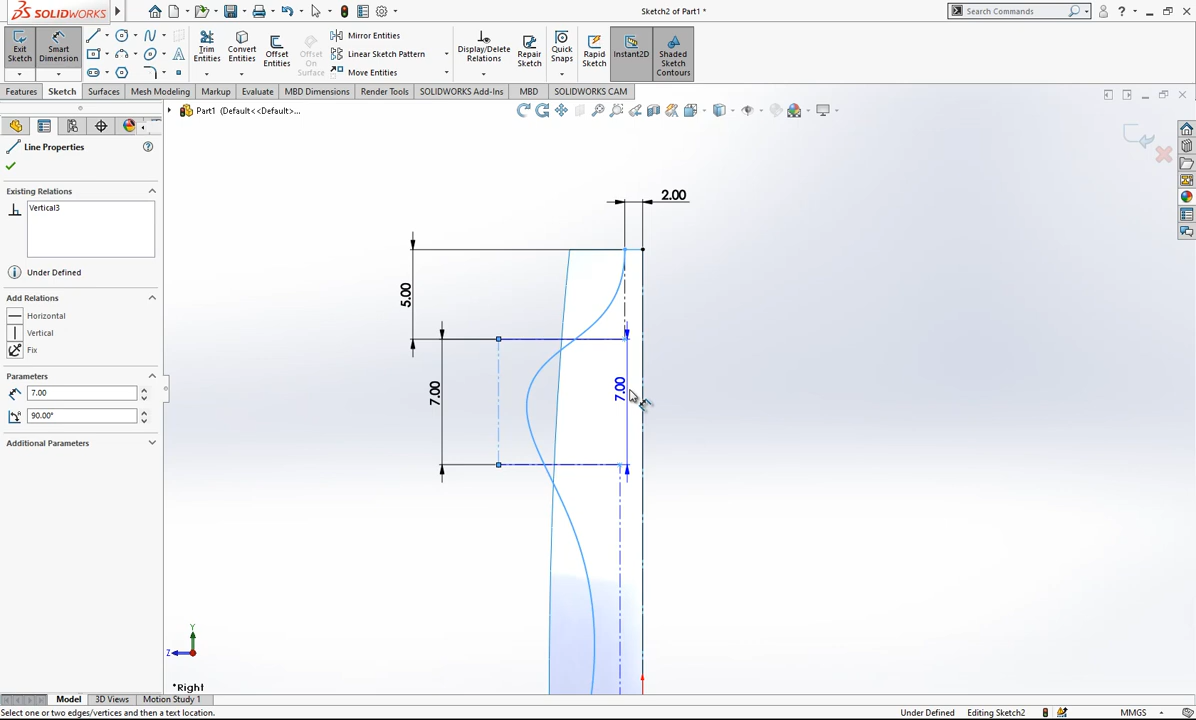 SOLIDWORKS
Sketch2 of Part1 *
Search Commands
Exit Sketch
Smart Dimension
Trim Entities
Convert Entities
Offset Entities
Offset On Surface
Mirror Entities
Linear Sketch Pattern
Move Entities
Display/Delete Relations
Repair Sketch
Quick Snaps
Rapid Sketch
Instant2D
Shaded Sketch Contours
Features
Sketch
Surfaces
Mesh Modeling
Markup
Evaluate
MBD Dimensions
Render Tools
SOLIDWORKS Add-Ins
MBD
SOLIDWORKS CAM
Part1 (Default<<Default>...
Line Properties
Existing Relations
Vertical3
Under Defined
Add Relations
Horizontal
Vertical
Fix
Parameters
7.00
90.00°
Additional Parameters
2.00
5.00
7.00
7.00
Y
Z
*Right
Model
3D Views
Motion Study 1
Select one or two edges/vertices and then a text location.
Under Defined
Editing Sketch2
MMGS